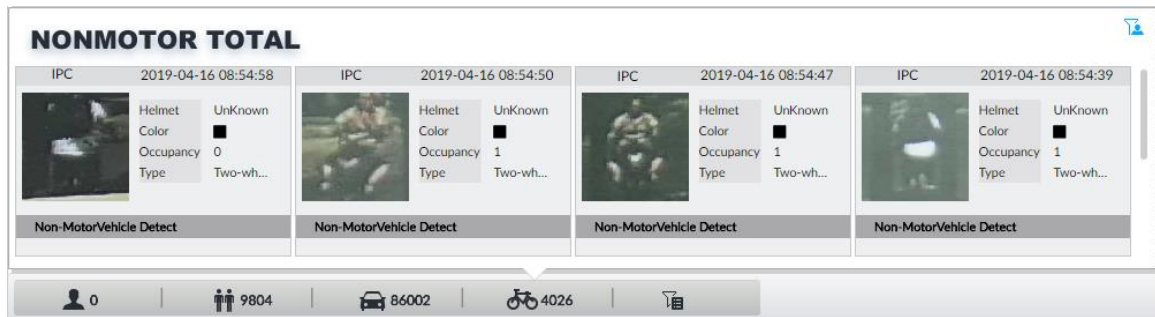 NONMOTOR TOTAL
IPC 2019-04-16 08:54:58
Helmet UnKnown
Color
Occupancy 0
Type Two-wh...
Non-MotorVehicle Detect
IPC 2019-04-16 08:54:50
Helmet UnKnown
Color
Occupancy 1
Type Two-wh...
Non-MotorVehicle Detect
IPC 2019-04-16 08:54:47
Helmet UnKnown
Color
Occupancy 1
Type Two-wh...
Non-MotorVehicle Detect
IPC 2019-04-16 08:54:39
Helmet UnKnown
Color
Occupancy 1
Type Two-wh...
Non-MotorVehicle Detect
0 9804 86002 4026